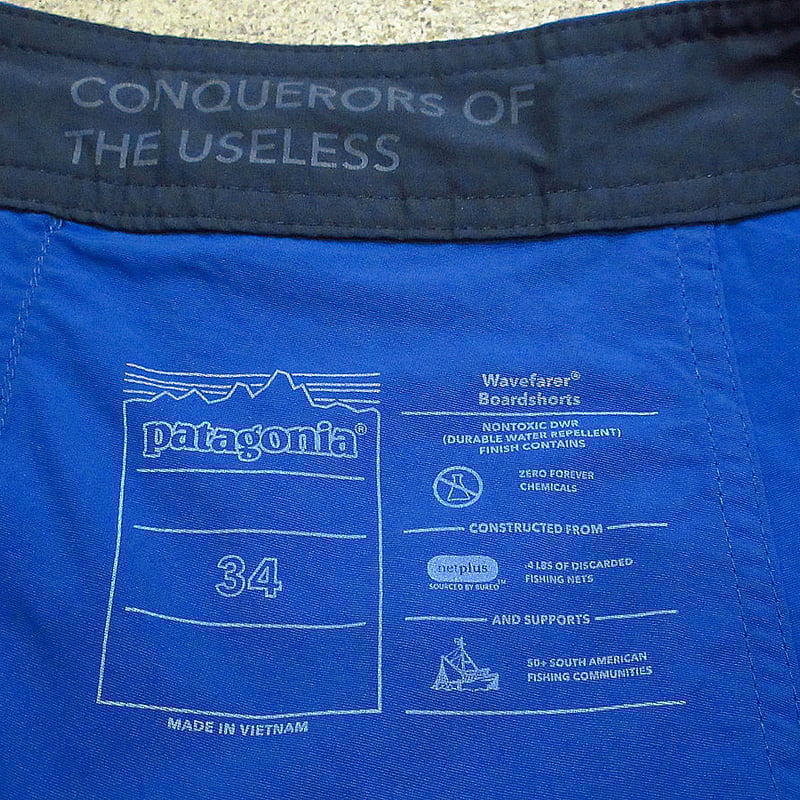 CONQUERORS OF
THE USELESS
patagonia®
34
MADE IN VIETNAM
Wavefarer®
Boardshorts
NONTOXIC DWR
(DURABLE WATER REPELLENT)
FINISH CONTAINS
ZERO FOREVER
CHEMICALS
CONSTRUCTED FROM
netplus
SOURCED BY BUREO™
4 LBS OF DISCARDED
FISHING NETS
AND SUPPORTS
50+ SOUTH AMERICAN
FISHING COMMUNITIES